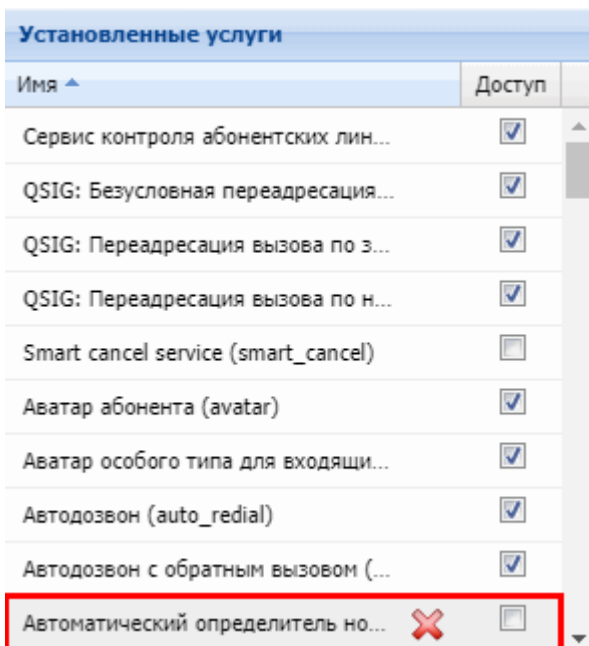 Установленные услуги
Имя Доступ
Сервис контроля абонентских лин...
QSIG: Безусловная переадресация...
QSIG: Переадресация вызова по з...
QSIG: Переадресация вызова по н...
Smart cancel service (smart_cancel)
Аватар абонента (avatar)
Аватар особого типа для входящи...
Автодозвон (auto_redial)
Автодозвон с обратным вызовом (...
Автоматический определитель но...